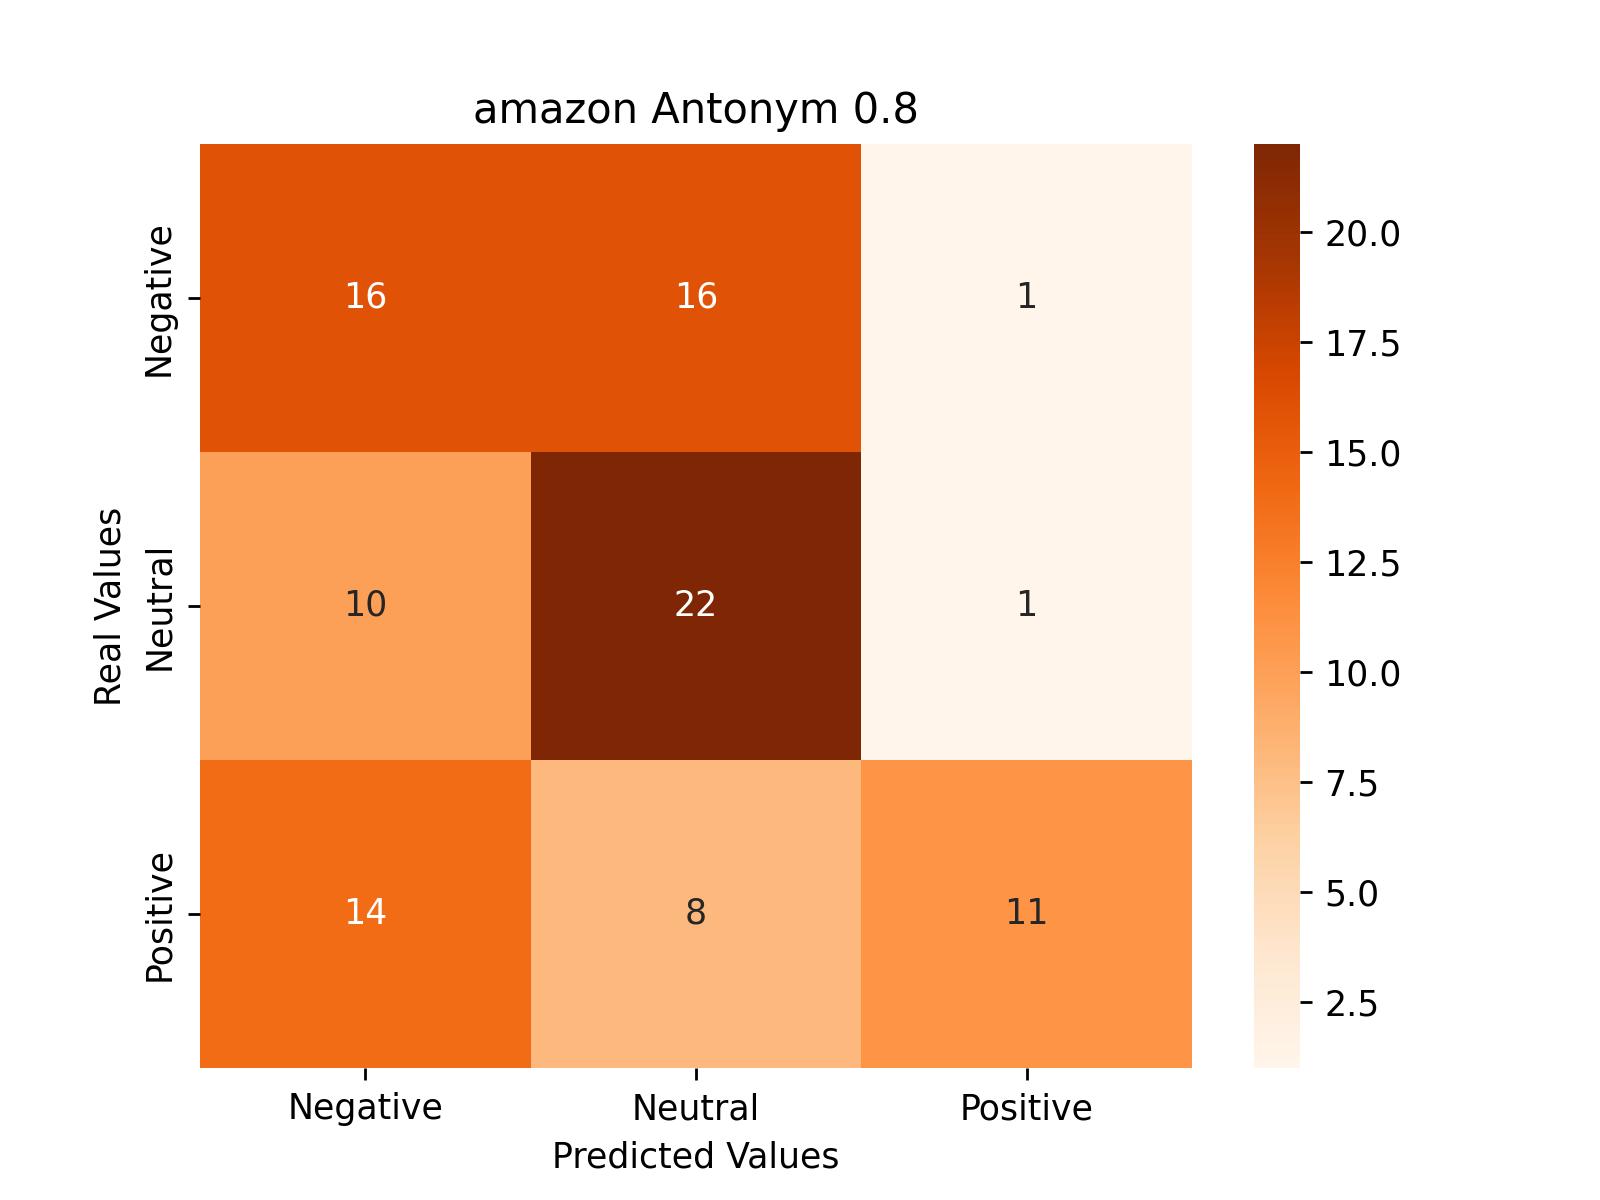 amazon Antonym 0.8
Real Values
Negative
16 16 1
Neutral
10 22 1
Positive
14 8 11
Negative Neutral Positive
Predicted Values
20.0
17.5
15.0
12.5
10.0
7.5
5.0
2.5